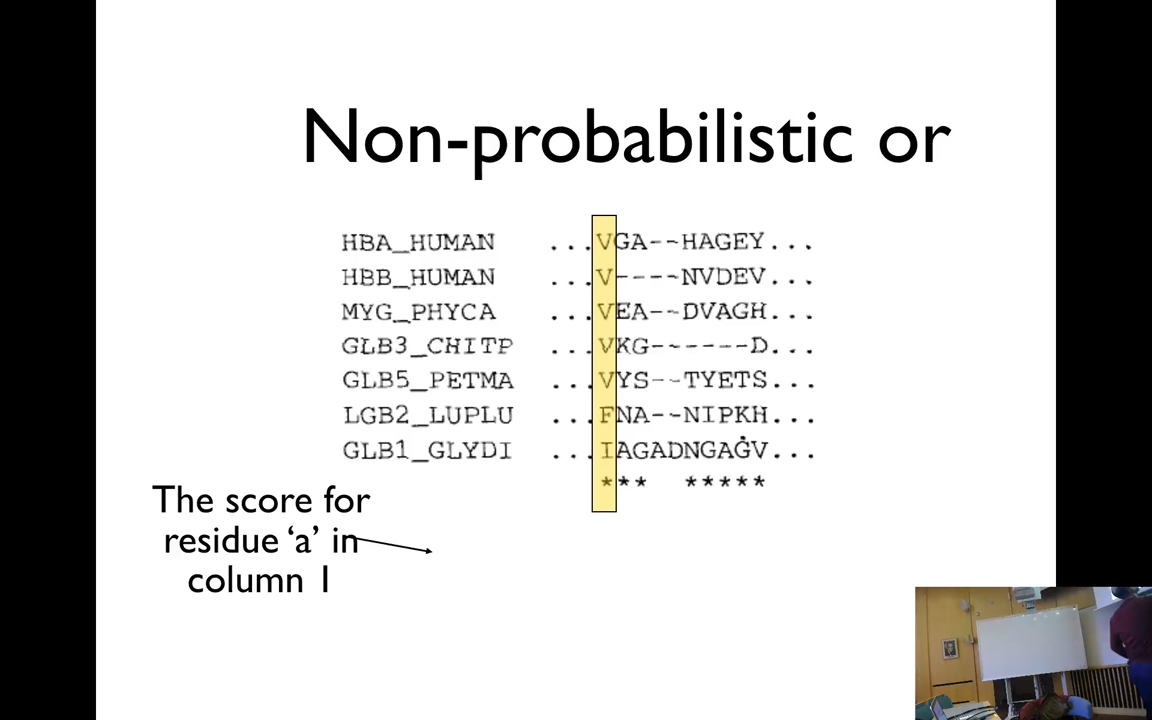 Non-probabilistic or
HBA_HUMAN ...VGA--HAGEY...
HBB_HUMAN ...V----NVDEV...
MYG_PHYCA ...VEA--DVAGH...
GLB3_CHITP ...VKG------D...
GLB5_PETMA ...VYS--TYETS...
LGB2_LUPLU ...FNA--NIPKH...
GLB1_GLYDI ...IAGADNGAGV...
*** *****
The score for
residue ‘a’ in
column 1